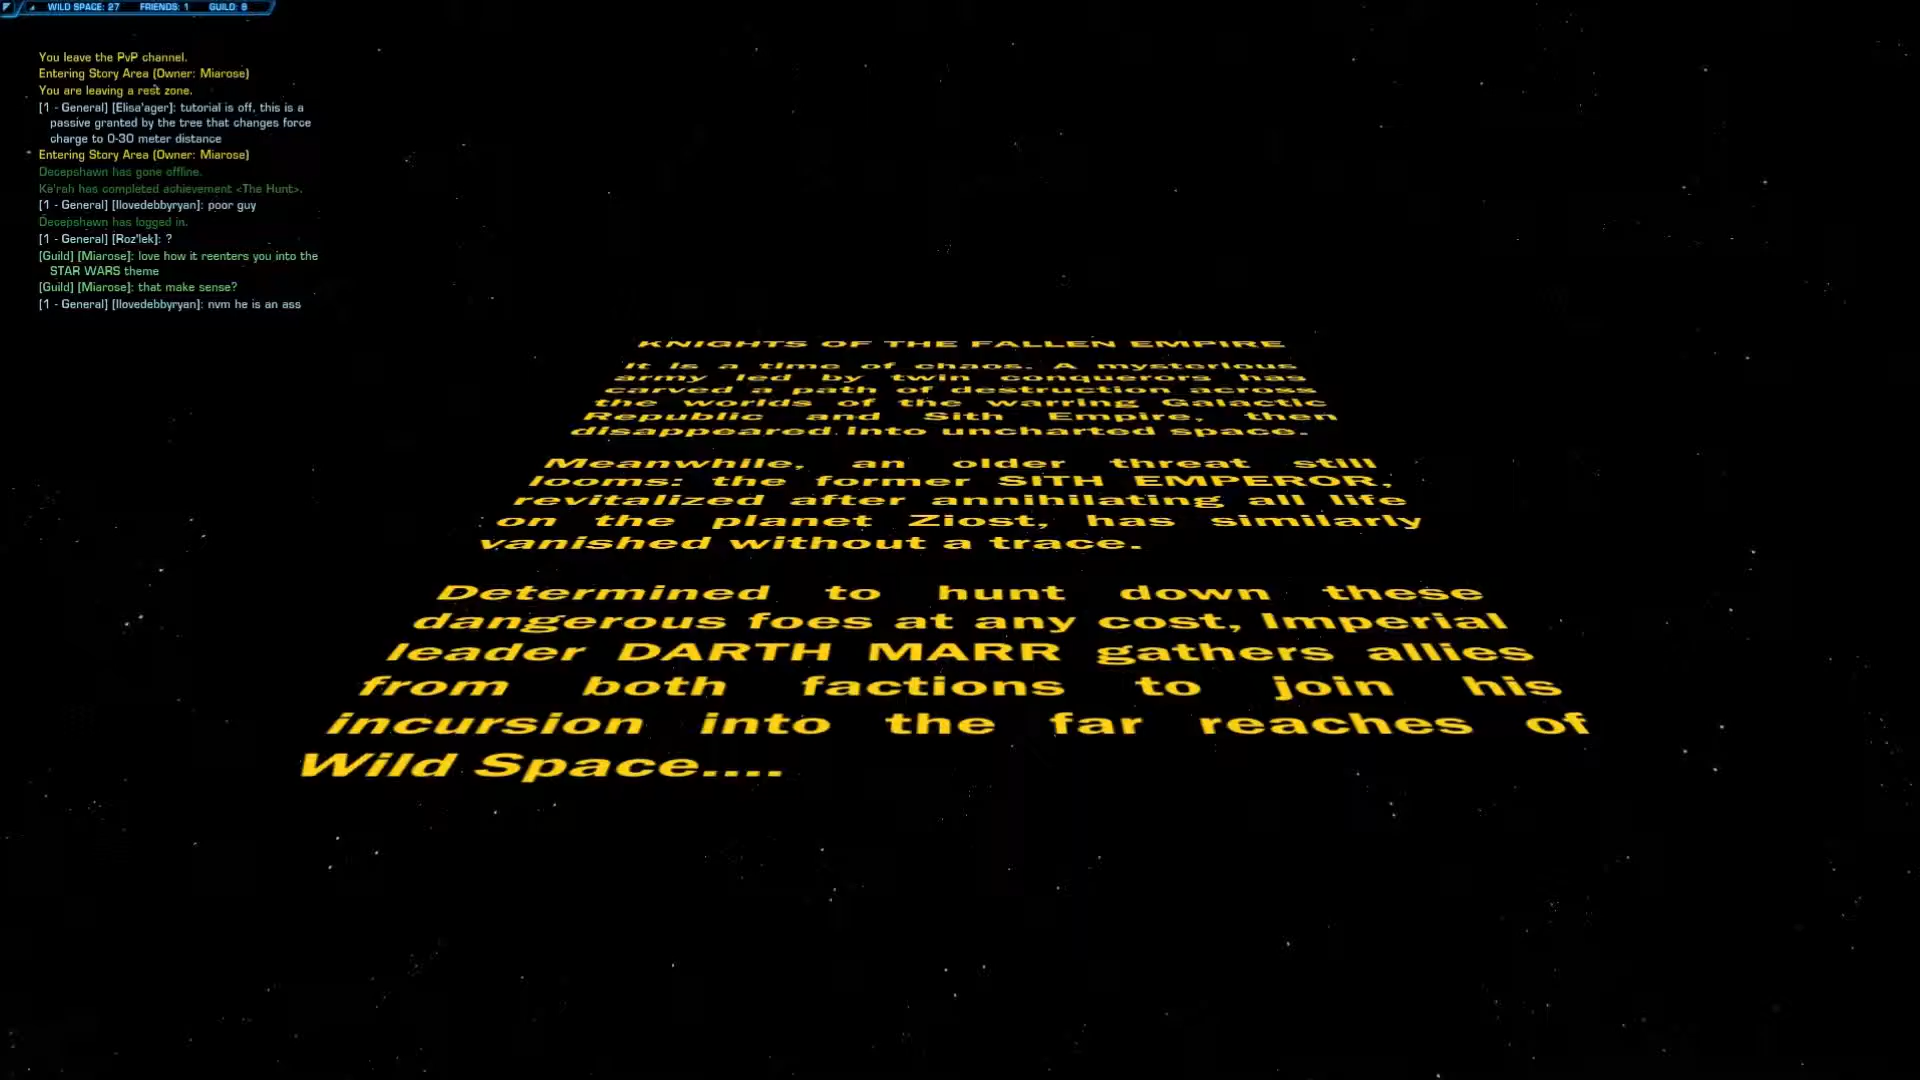 WILD SPACE: 27 FRIENDS: 1 GUILD: 8
You leave the PvP channel.
Entering Story Area (Owner: Miarose)
You are leaving a rest zone.
[1 - General] [Elisa'ager]: tutorial is off, this is a
passive granted by the tree that changes force
charge to 0-30 meter distance
Entering Story Area (Owner: Miarose)
Decepshawn has gone offline.
Ka'rah has completed achievement <The Hunt>.
[1 - General] [Ilovedebbyryan]: poor guy
Decepshawn has logged in.
[1 - General] [Roz'lek]: ?
[Guild] [Miarose]: love how it reenters you into the
STAR WARS theme
[Guild] [Miarose]: that make sense?
[1 - General] [Ilovedebbyryan]: nvm he is an ass
KNIGHTS OF THE FALLEN EMPIRE
It is a time of chaos. A mysterious
army led by twin conquerors has
carved a path of destruction across
the worlds of the warring Galactic
Republic and Sith Empire, then
disappeared into uncharted space.
Meanwhile, an older threat still
looms: the former SITH EMPEROR,
revitalized after annihilating all life
on the planet Ziost, has similarly
vanished without a trace.
Determined to hunt down these
dangerous foes at any cost, Imperial
leader DARTH MARR gathers allies
from both factions to join his
incursion into the far reaches of
Wild Space....